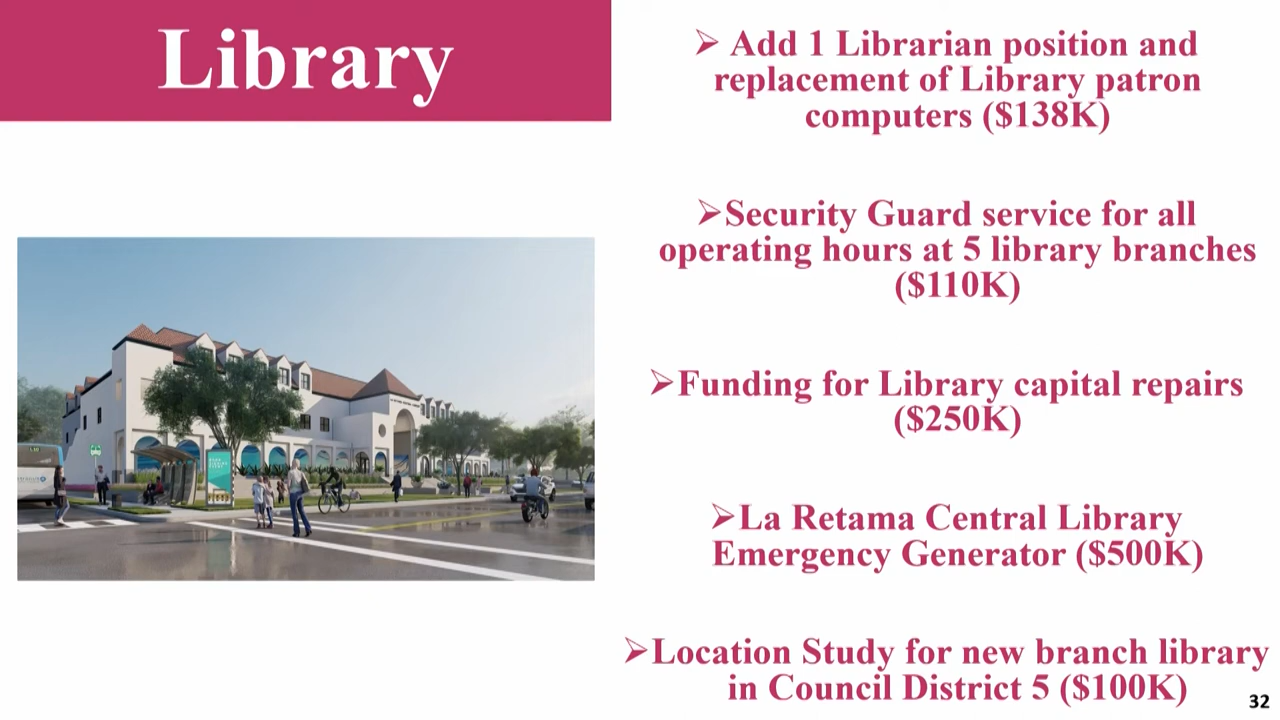 Library
➢ Add 1 Librarian position and
replacement of Library patron
computers ($138K)
➢Security Guard service for all
operating hours at 5 library branches
($110K)
➢Funding for Library capital repairs
($250K)
➢La Retama Central Library
Emergency Generator ($500K)
➢Location Study for new branch library
in Council District 5 ($100K)
32